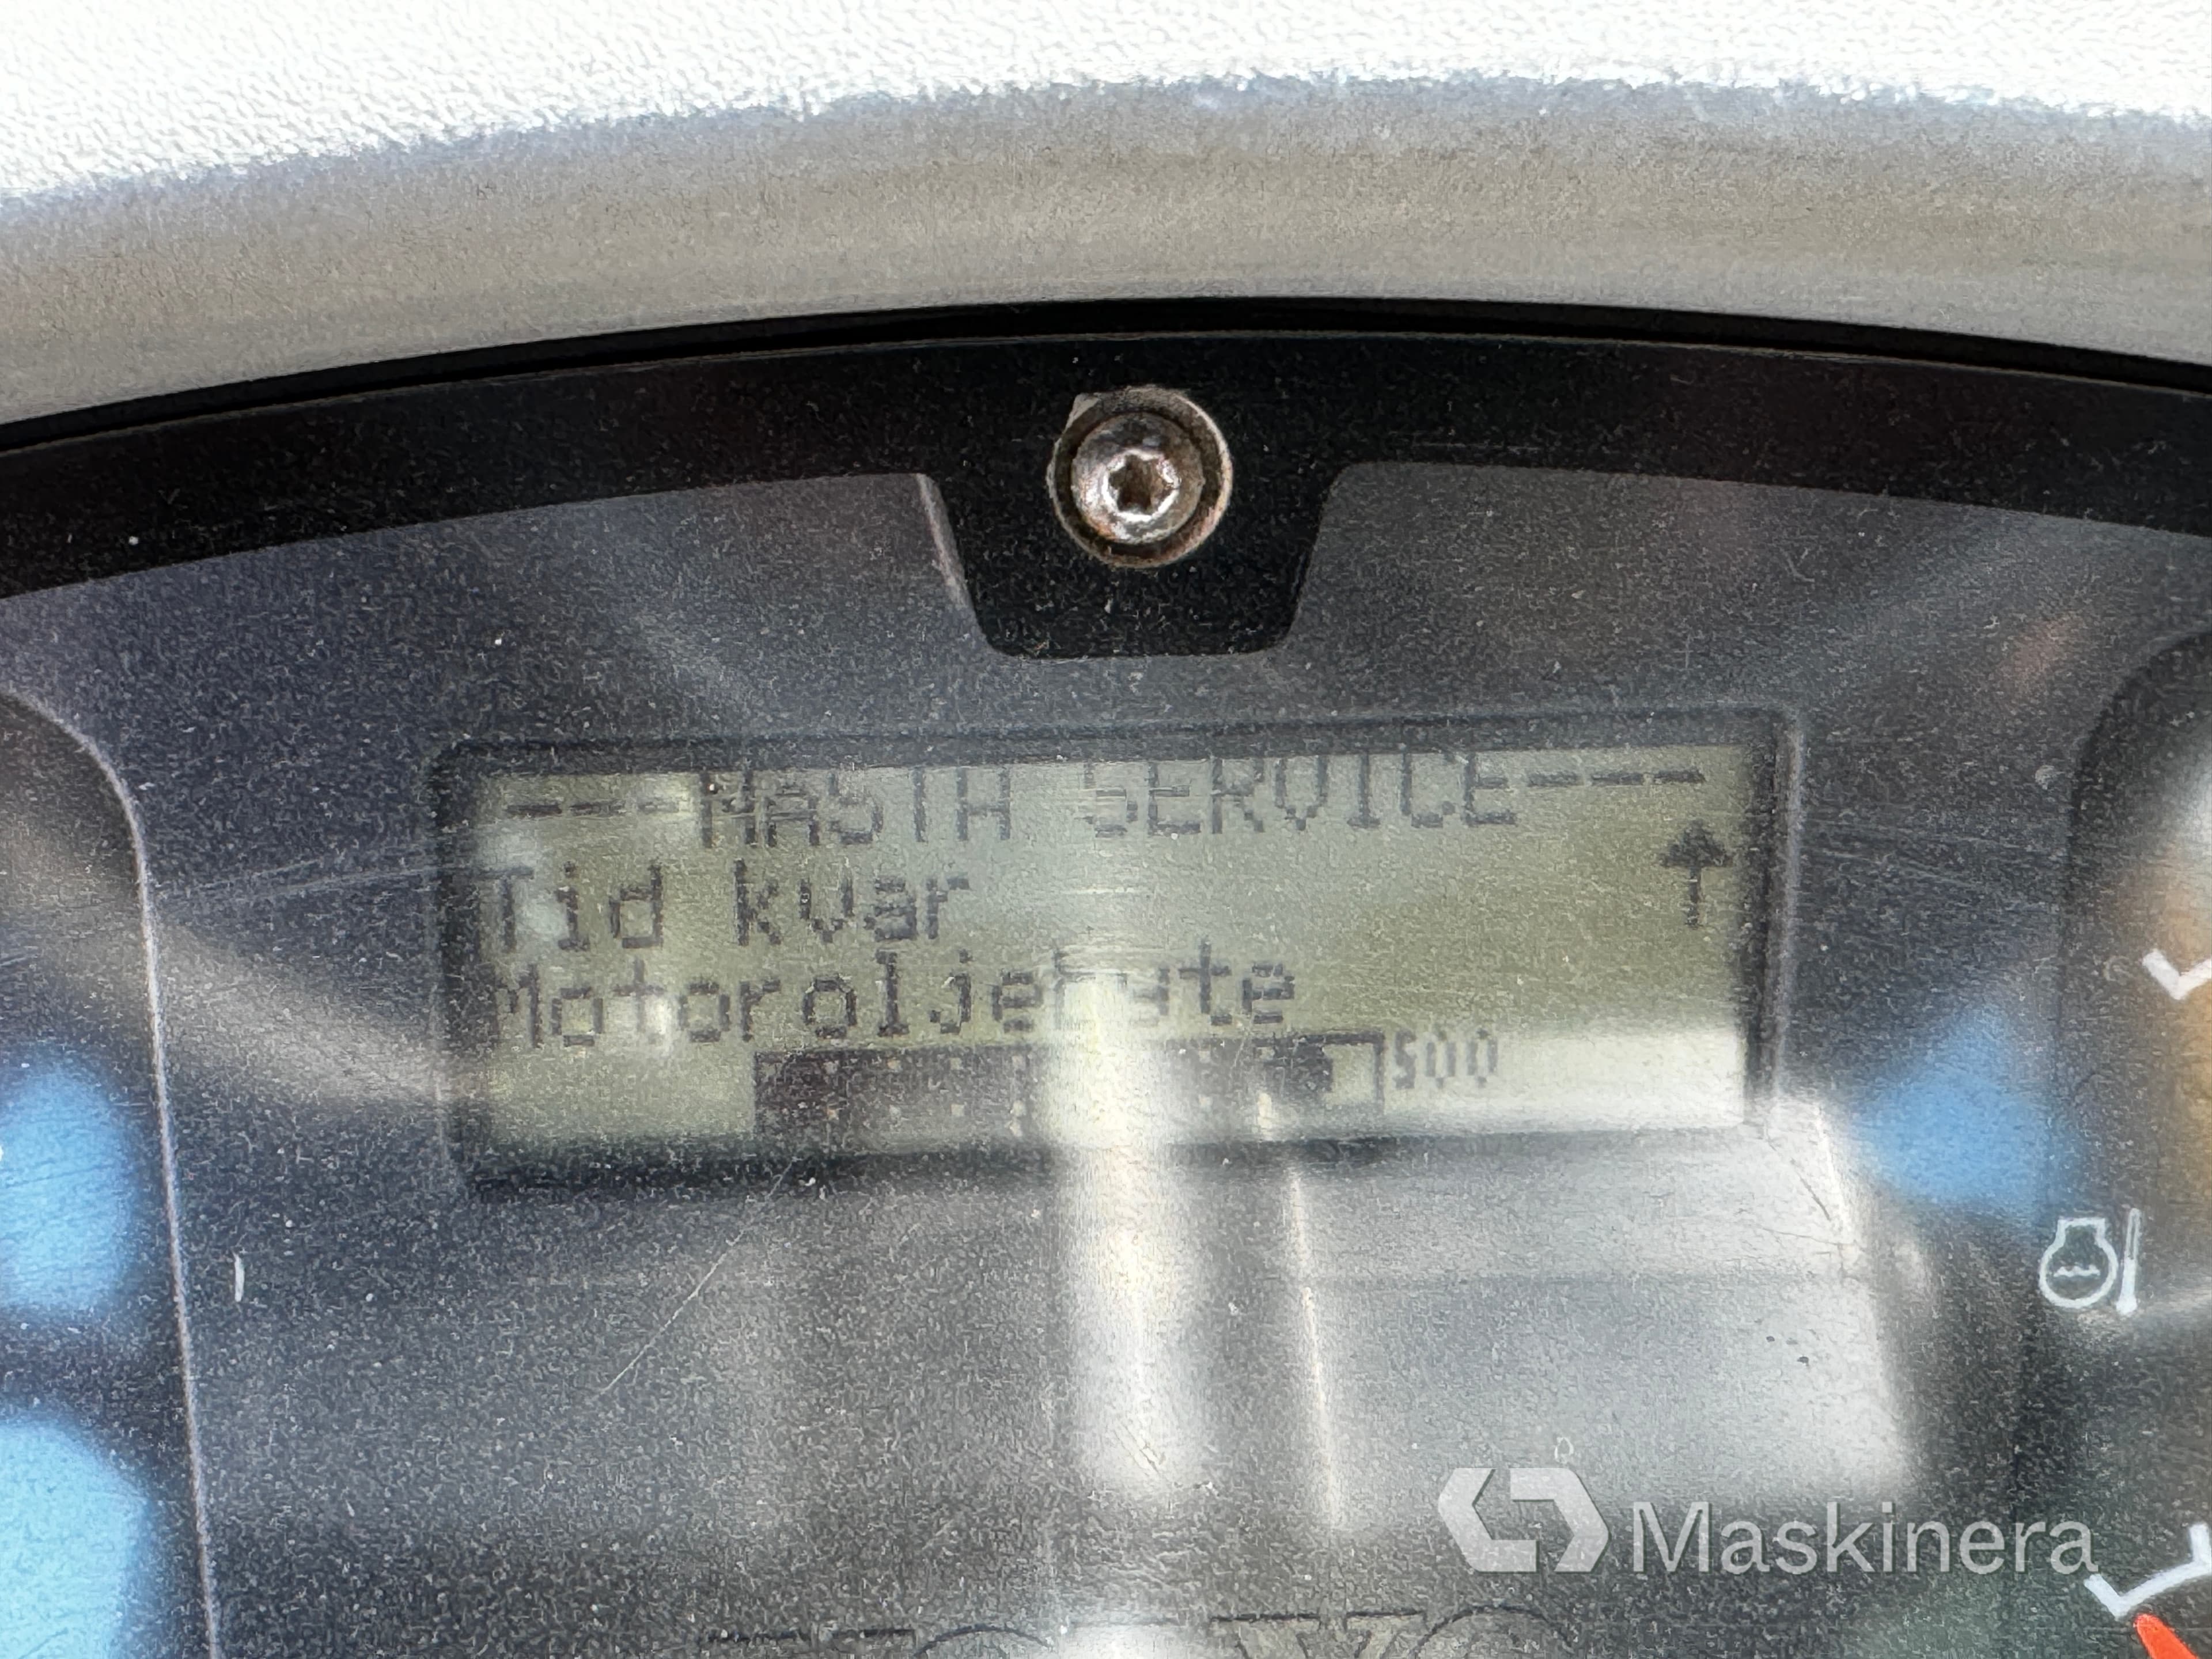 ---NÄSTA SERVICE---
Tid kvar ↑
Motoroljebyte
500
Maskinera